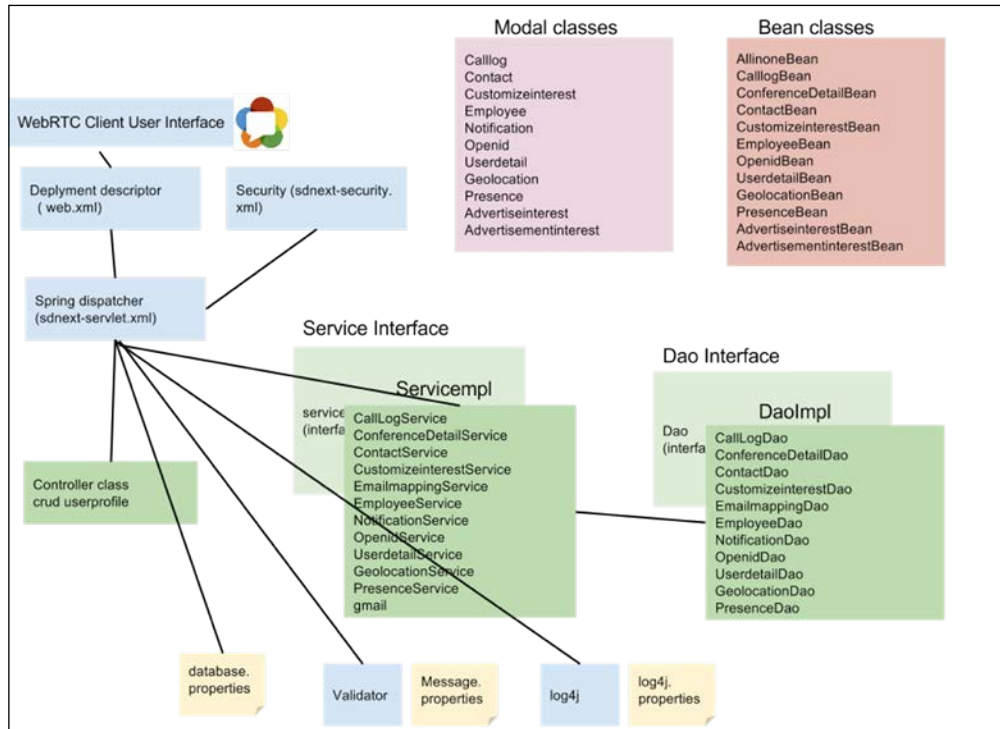 Modal classes
Calllog
Contact
Customizeinterest
Employee
Notification
Openid
Userdetail
Geolocation
Presence
Advertiseinterest
Advertisementinterest
Bean classes
AllinoneBean
CalllogBean
ConferenceDetailBean
ContactBean
CustomizeinterestBean
EmployeeBean
OpenidBean
UserdetailBean
GeolocationBean
PresenceBean
AdvertiseinterestBean
AdvertisementinterestBean
WebRTC Client User Interface
Deplyment descriptor
( web.xml)
Security (sdnext-security.
xml)
Spring dispatcher
(sdnext-servlet.xml)
Controller class
crud userprofile
Service Interface
service
(interfa
Servicempl
CallLogService
ConferenceDetailService
ContactService
CustomizeinterestService
EmailmappingService
EmployeeService
NotificationService
OpenidService
UserdetailService
GeolocationService
PresenceService
gmail
Dao Interface
Dao
(interfa
DaoImpl
CallLogDao
ConferenceDetailDao
ContactDao
CustomizeinterestDao
EmailmappingDao
EmployeeDao
NotificationDao
OpenidDao
UserdetailDao
GeolocationDao
PresenceDao
database.
properties
Validator
Message.
properties
log4j
log4j.
properties